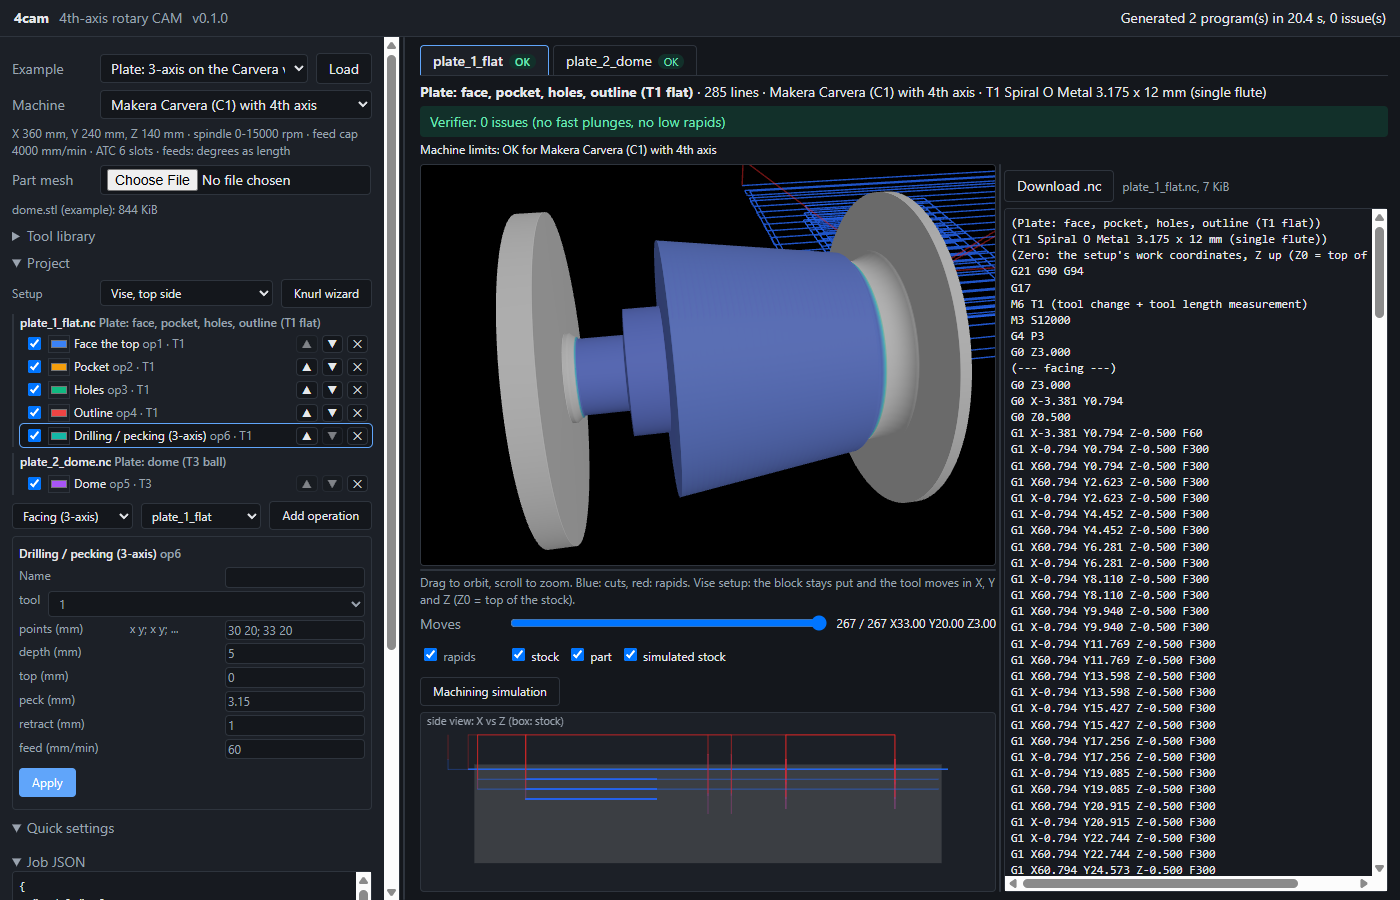 4cam 4th-axis rotary CAM v0.1.0
Generated 2 program(s) in 20.4 s, 0 issue(s)
Example
Plate: 3-axis on the Carvera
Load
Machine
Makera Carvera (C1) with 4th axis
X 360 mm, Y 240 mm, Z 140 mm · spindle 0-15000 rpm · feed cap
4000 mm/min · ATC 6 slots · feeds: degrees as length
Part mesh
Choose File No file chosen
dome.stl (example): 844 KiB
Tool library
Project
Setup
Vise, top side
Knurl wizard
plate_1_flat.nc Plate: face, pocket, holes, outline (T1 flat)
Face the top op1 · T1
Pocket op2 · T1
Holes op3 · T1
Outline op4 · T1
Drilling / pecking (3-axis) op6 · T1
plate_2_dome.nc Plate: dome (T3 ball)
Dome op5 · T3
Facing (3-axis)
plate_1_flat
Add operation
Drilling / pecking (3-axis) op6
Name
tool 1
points (mm) x y; x y; ... 30 20; 33 20
depth (mm) 5
top (mm) 0
peck (mm) 3.15
retract (mm) 1
feed (mm/min) 60
Apply
Quick settings
Job JSON
{
plate_1_flat OK
plate_2_dome OK
Plate: face, pocket, holes, outline (T1 flat) · 285 lines · Makera Carvera (C1) with 4th axis · T1 Spiral O Metal 3.175 x 12 mm (single flute)
Verifier: 0 issues (no fast plunges, no low rapids)
Machine limits: OK for Makera Carvera (C1) with 4th axis
Drag to orbit, scroll to zoom. Blue: cuts, red: rapids. Vise setup: the block stays put and the tool moves in X, Y
and Z (Z0 = top of the stock).
Moves
267 / 267 X33.00 Y20.00 Z3.00
rapids
stock
part
simulated stock
Machining simulation
side view: X vs Z (box: stock)
Download .nc
plate_1_flat.nc, 7 KiB
(Plate: face, pocket, holes, outline (T1 flat))
(T1 Spiral O Metal 3.175 x 12 mm (single flute))
(Zero: the setup's work coordinates, Z up (Z0 = top of
G21 G90 G94
G17
M6 T1 (tool change + tool length measurement)
M3 S12000
G4 P3
G0 Z3.000
(--- facing ---)
G0 Z3.000
G0 X-3.381 Y0.794
G0 Z0.500
G1 X-3.381 Y0.794 Z-0.500 F60
G1 X-0.794 Y0.794 Z-0.500 F300
G1 X60.794 Y0.794 Z-0.500 F300
G1 X60.794 Y2.623 Z-0.500 F300
G1 X-0.794 Y2.623 Z-0.500 F300
G1 X-0.794 Y4.452 Z-0.500 F300
G1 X60.794 Y4.452 Z-0.500 F300
G1 X60.794 Y6.281 Z-0.500 F300
G1 X-0.794 Y6.281 Z-0.500 F300
G1 X-0.794 Y8.110 Z-0.500 F300
G1 X60.794 Y8.110 Z-0.500 F300
G1 X60.794 Y9.940 Z-0.500 F300
G1 X-0.794 Y9.940 Z-0.500 F300
G1 X-0.794 Y11.769 Z-0.500 F300
G1 X60.794 Y11.769 Z-0.500 F300
G1 X60.794 Y13.598 Z-0.500 F300
G1 X-0.794 Y13.598 Z-0.500 F300
G1 X-0.794 Y15.427 Z-0.500 F300
G1 X60.794 Y15.427 Z-0.500 F300
G1 X60.794 Y17.256 Z-0.500 F300
G1 X-0.794 Y17.256 Z-0.500 F300
G1 X-0.794 Y19.085 Z-0.500 F300
G1 X60.794 Y19.085 Z-0.500 F300
G1 X60.794 Y20.915 Z-0.500 F300
G1 X-0.794 Y20.915 Z-0.500 F300
G1 X-0.794 Y22.744 Z-0.500 F300
G1 X60.794 Y22.744 Z-0.500 F300
G1 X60.794 Y24.573 Z-0.500 F300